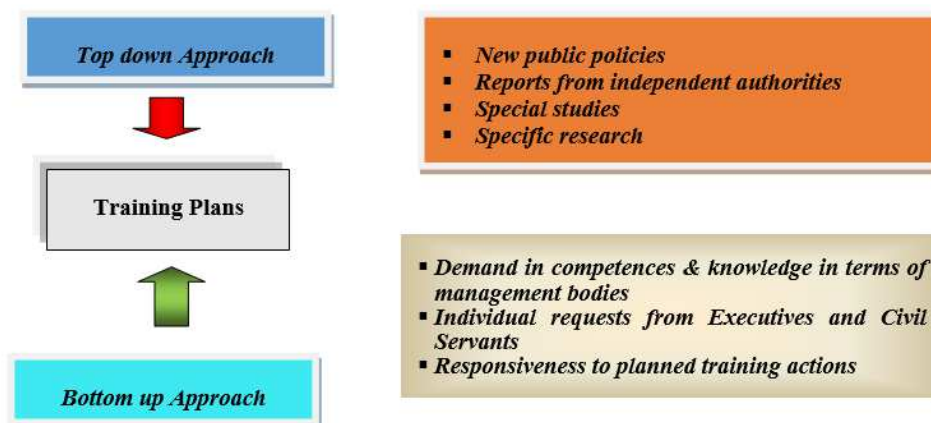 Top down Approach
▪ New public policies
▪ Reports from independent authorities
▪ Special studies
▪ Specific research
Training Plans
▪ Demand in competences & knowledge in terms of
management bodies
▪ Individual requests from Executives and Civil
Servants
▪ Responsiveness to planned training actions
Bottom up Approach